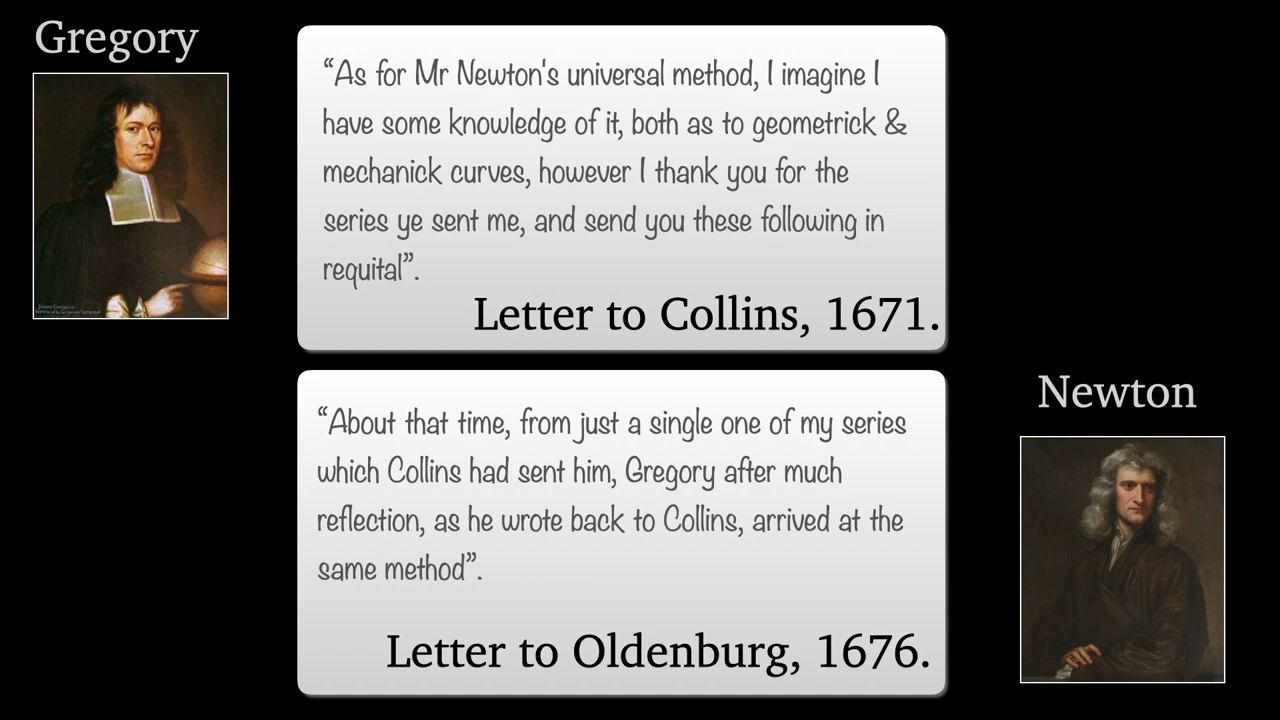 Gregory
“As for Mr Newton's universal method, I imagine I
have some knowledge of it, both as to geometrick &
mechanick curves, however I thank you for the
series ye sent me, and send you these following in
requital”.
Letter to Collins, 1671.
Newton
“About that time, from just a single one of my series
which Collins had sent him, Gregory after much
reflection, as he wrote back to Collins, arrived at the
same method”.
Letter to Oldenburg, 1676.